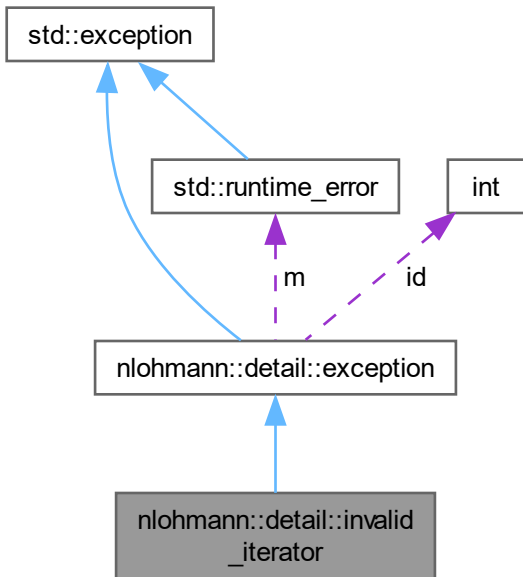 std::exception
std::runtime_error
int
m
id
nlohmann::detail::exception
nlohmann::detail::invalid
_iterator